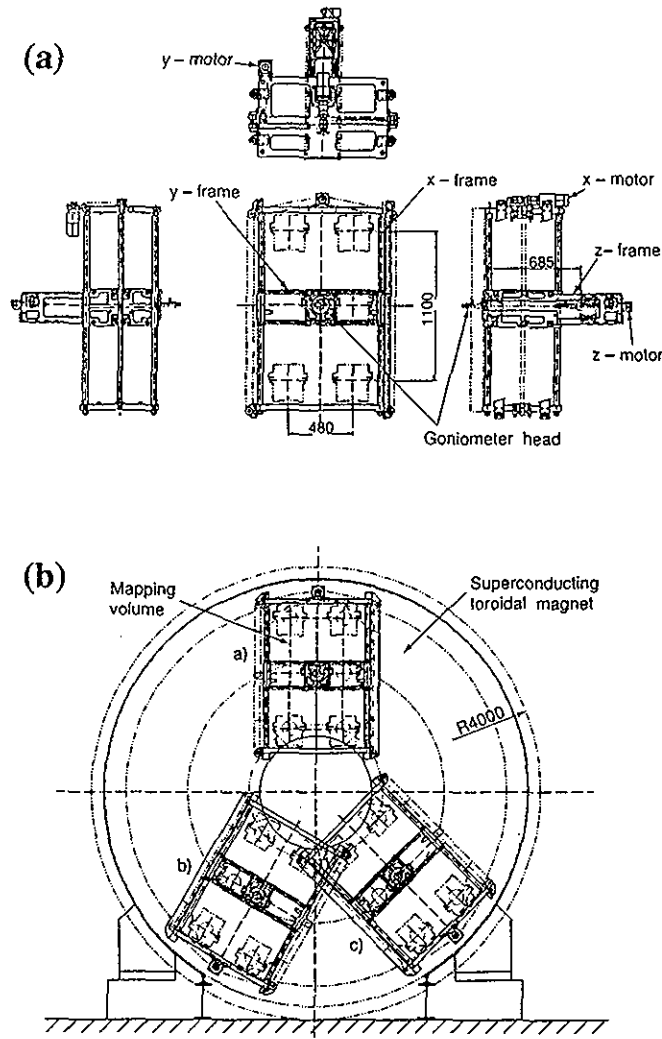 (a)
y – motor
y – frame
x – frame
x – motor
z – frame
685
1100
z – motor
480
Goniometer head
(b)
Mapping
volume
Superconducting
toroidal magnet
a)
R4000
b)
c)